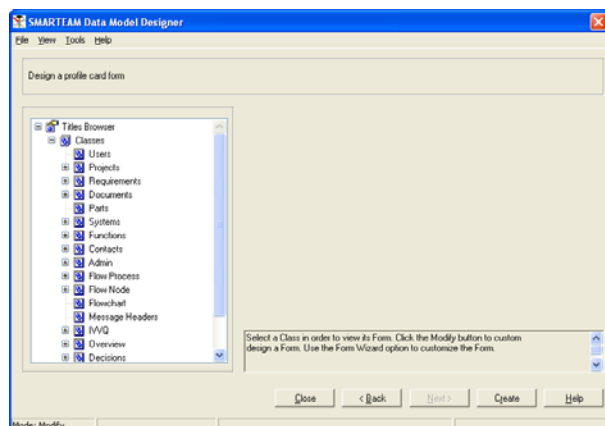 SMARTEAM Data Model Designer
File View Tools Help
Design a profile card form
Titles Browser
Classes
Users
Projects
Requirements
Documents
Parts
Systems
Functions
Contacts
Admin
Flow Process
Flow Node
Flowchart
Message Headers
IVVQ
Overview
Decisions
Select a Class in order to view its Form. Click the Modify button to custom
design a Form. Use the Form Wizard option to customize the Form.
Close < Back Next > Create Help
Mode: Modify